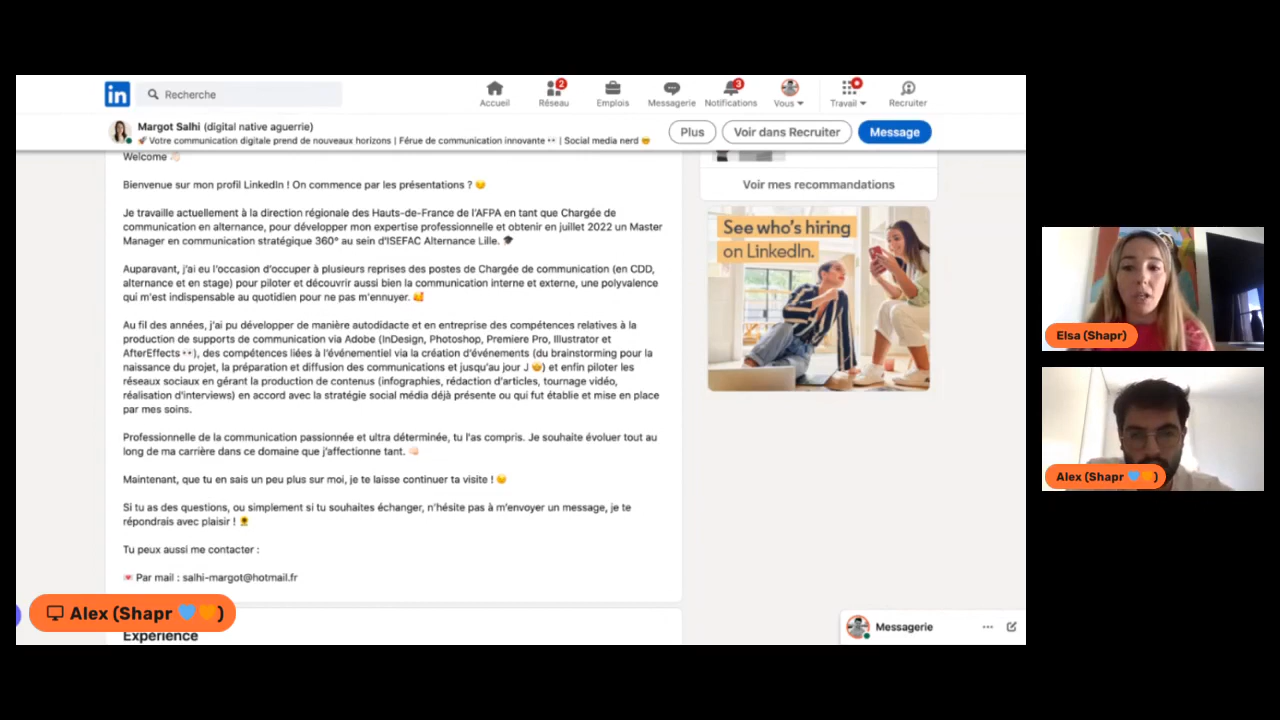 in
Recherche
Accueil
2
Réseau
Emplois
Messagerie
3
Notifications
Vous
Travail
Recruiter
Margot Salhi (digital native aguerrie)
🚀 Votre communication digitale prend de nouveaux horizons | Férue de communication innovante 👀 | Social media nerd 🤓
Plus
Voir dans Recruiter
Message
Welcome 👋🏻
Bienvenue sur mon profil LinkedIn ! On commence par les présentations ? 😉
Je travaille actuellement à la direction régionale des Hauts-de-France de l'AFPA en tant que Chargée de
communication en alternance, pour développer mon expertise professionnelle et obtenir en juillet 2022 un Master
Manager en communication stratégique 360° au sein d'ISEFAC Alternance Lille. 🎓
Auparavant, j'ai eu l'occasion d'occuper à plusieurs reprises des postes de Chargée de communication (en CDD,
alternance et en stage) pour piloter et découvrir aussi bien la communication interne et externe, une polyvalence
qui m'est indispensable au quotidien pour ne pas m'ennuyer. 🥰
Au fil des années, j'ai pu développer de manière autodidacte et en entreprise des compétences relatives à la
production de supports de communication via Adobe (InDesign, Photoshop, Premiere Pro, Illustrator et
AfterEffects👀), des compétences liées à l'événementiel via la création d'événements (du brainstorming pour la
naissance du projet, la préparation et diffusion des communications et jusqu'au jour J 🤩) et enfin piloter les
réseaux sociaux en gérant la production de contenus (infographies, rédaction d'articles, tournage vidéo,
réalisation d'interviews) en accord avec la stratégie social média déjà présente ou qui fut établie et mise en place
par mes soins.
Professionnelle de la communication passionnée et ultra déterminée, tu l'as compris. Je souhaite évoluer tout au
long de ma carrière dans ce domaine que j'affectionne tant.
Maintenant, que tu en sais un peu plus sur moi, je te laisse continuer ta visite ! 😉
Si tu as des questions, ou simplement si tu souhaites échanger, n'hésite pas à m'envoyer un message, je te
répondrais avec plaisir ! 🌻
Tu peux aussi me contacter :
💌 Par mail : salhi-margot@hotmail.fr
Expérience
Voir mes recommandations
See who's hiring
on LinkedIn.
Messagerie
Alex (Shapr 💙🧡)
Elsa (Shapr)
Alex (Shapr 💙🧡)